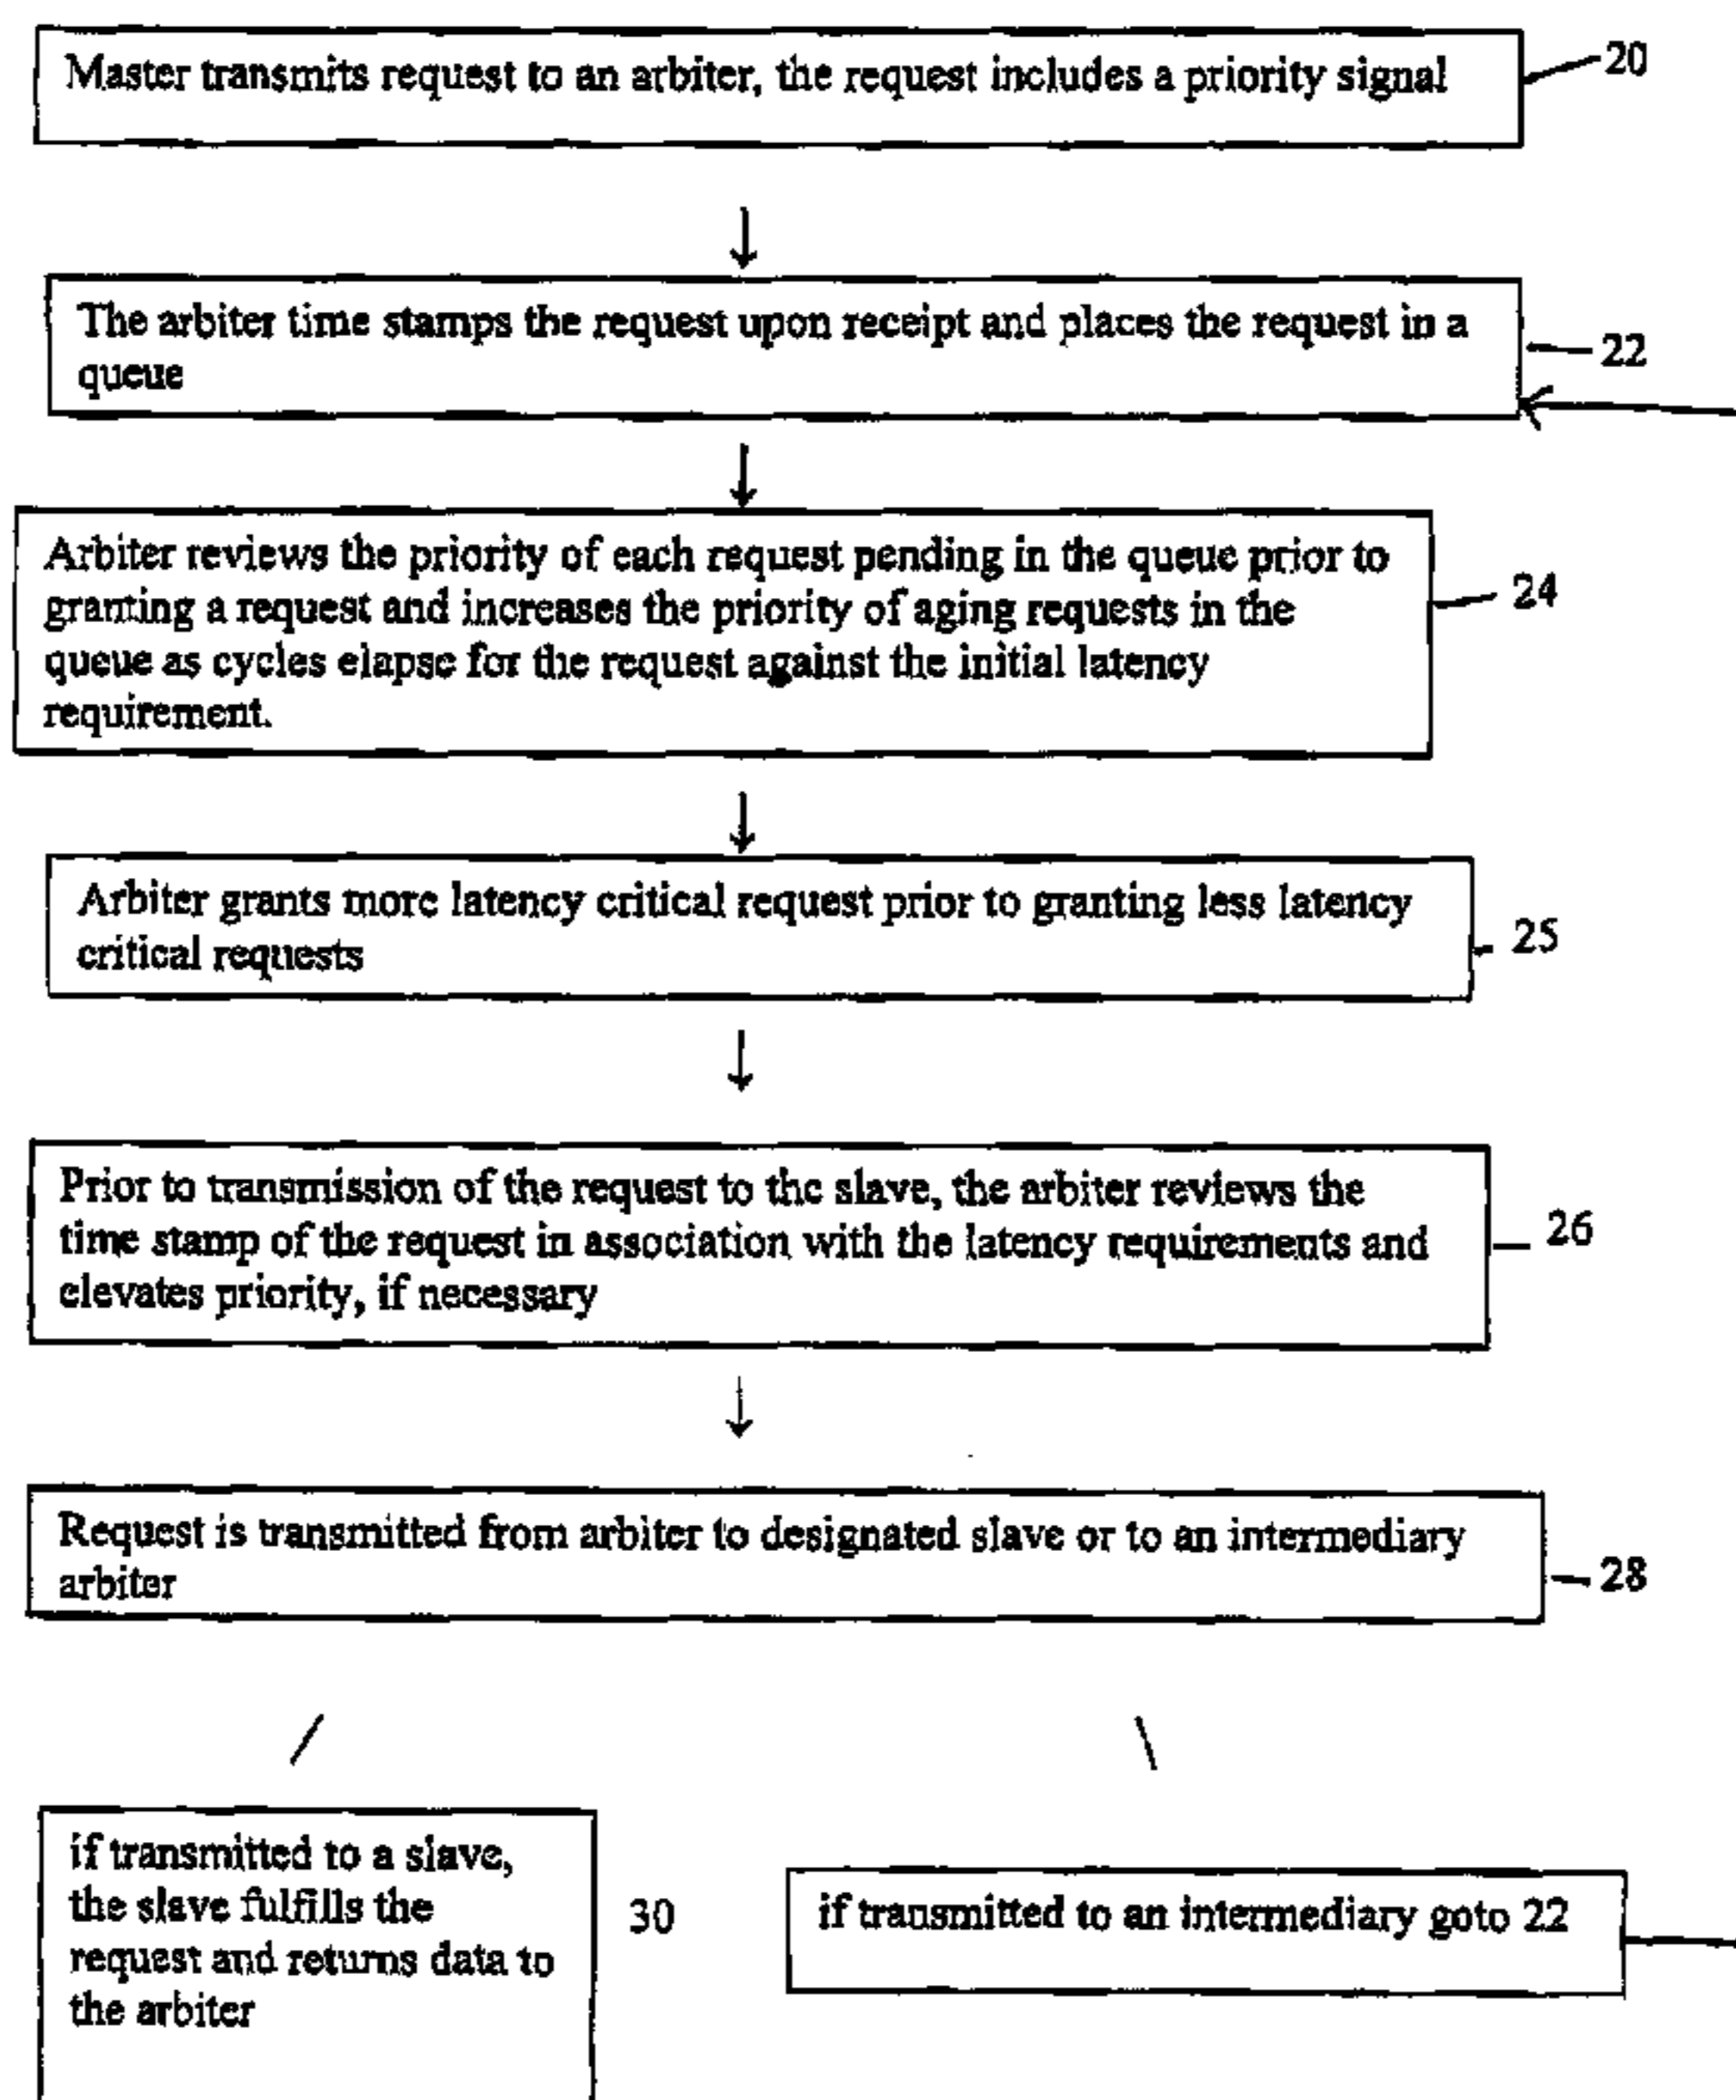 Master transmits request to an arbiter, the request includes a priority signal
20
The arbiter time stamps the request upon receipt and places the request in a
queue
22
Arbiter reviews the priority of each request pending in the queue prior to
granting a request and increases the priority of aging requests in the
queue as cycles elapse for the request against the initial latency
requirement.
24
Arbiter grants more latency critical request prior to granting less latency
critical requests
25
Prior to transmission of the request to the slave, the arbiter reviews the
time stamp of the request in association with the latency requirements and
elevates priority, if necessary
26
Request is transmitted from arbiter to designated slave or to an intermediary
arbiter
28
if transmitted to a slave,
the slave fulfills the
request and returns data to
the arbiter
30
if transmitted to an intermediary goto 22